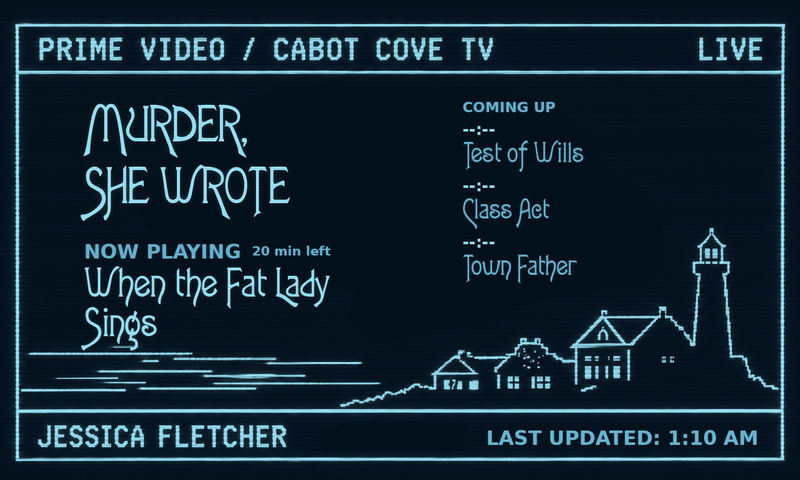 PRIME VIDEO / CABOT COVE TV
LIVE
MURDER,
SHE WROTE
NOW PLAYING 20 min left
When the Fat Lady
Sings
COMING UP
--:--
Test of Wills
--:--
Class Act
--:--
Town Father
JESSICA FLETCHER
LAST UPDATED: 1:10 AM